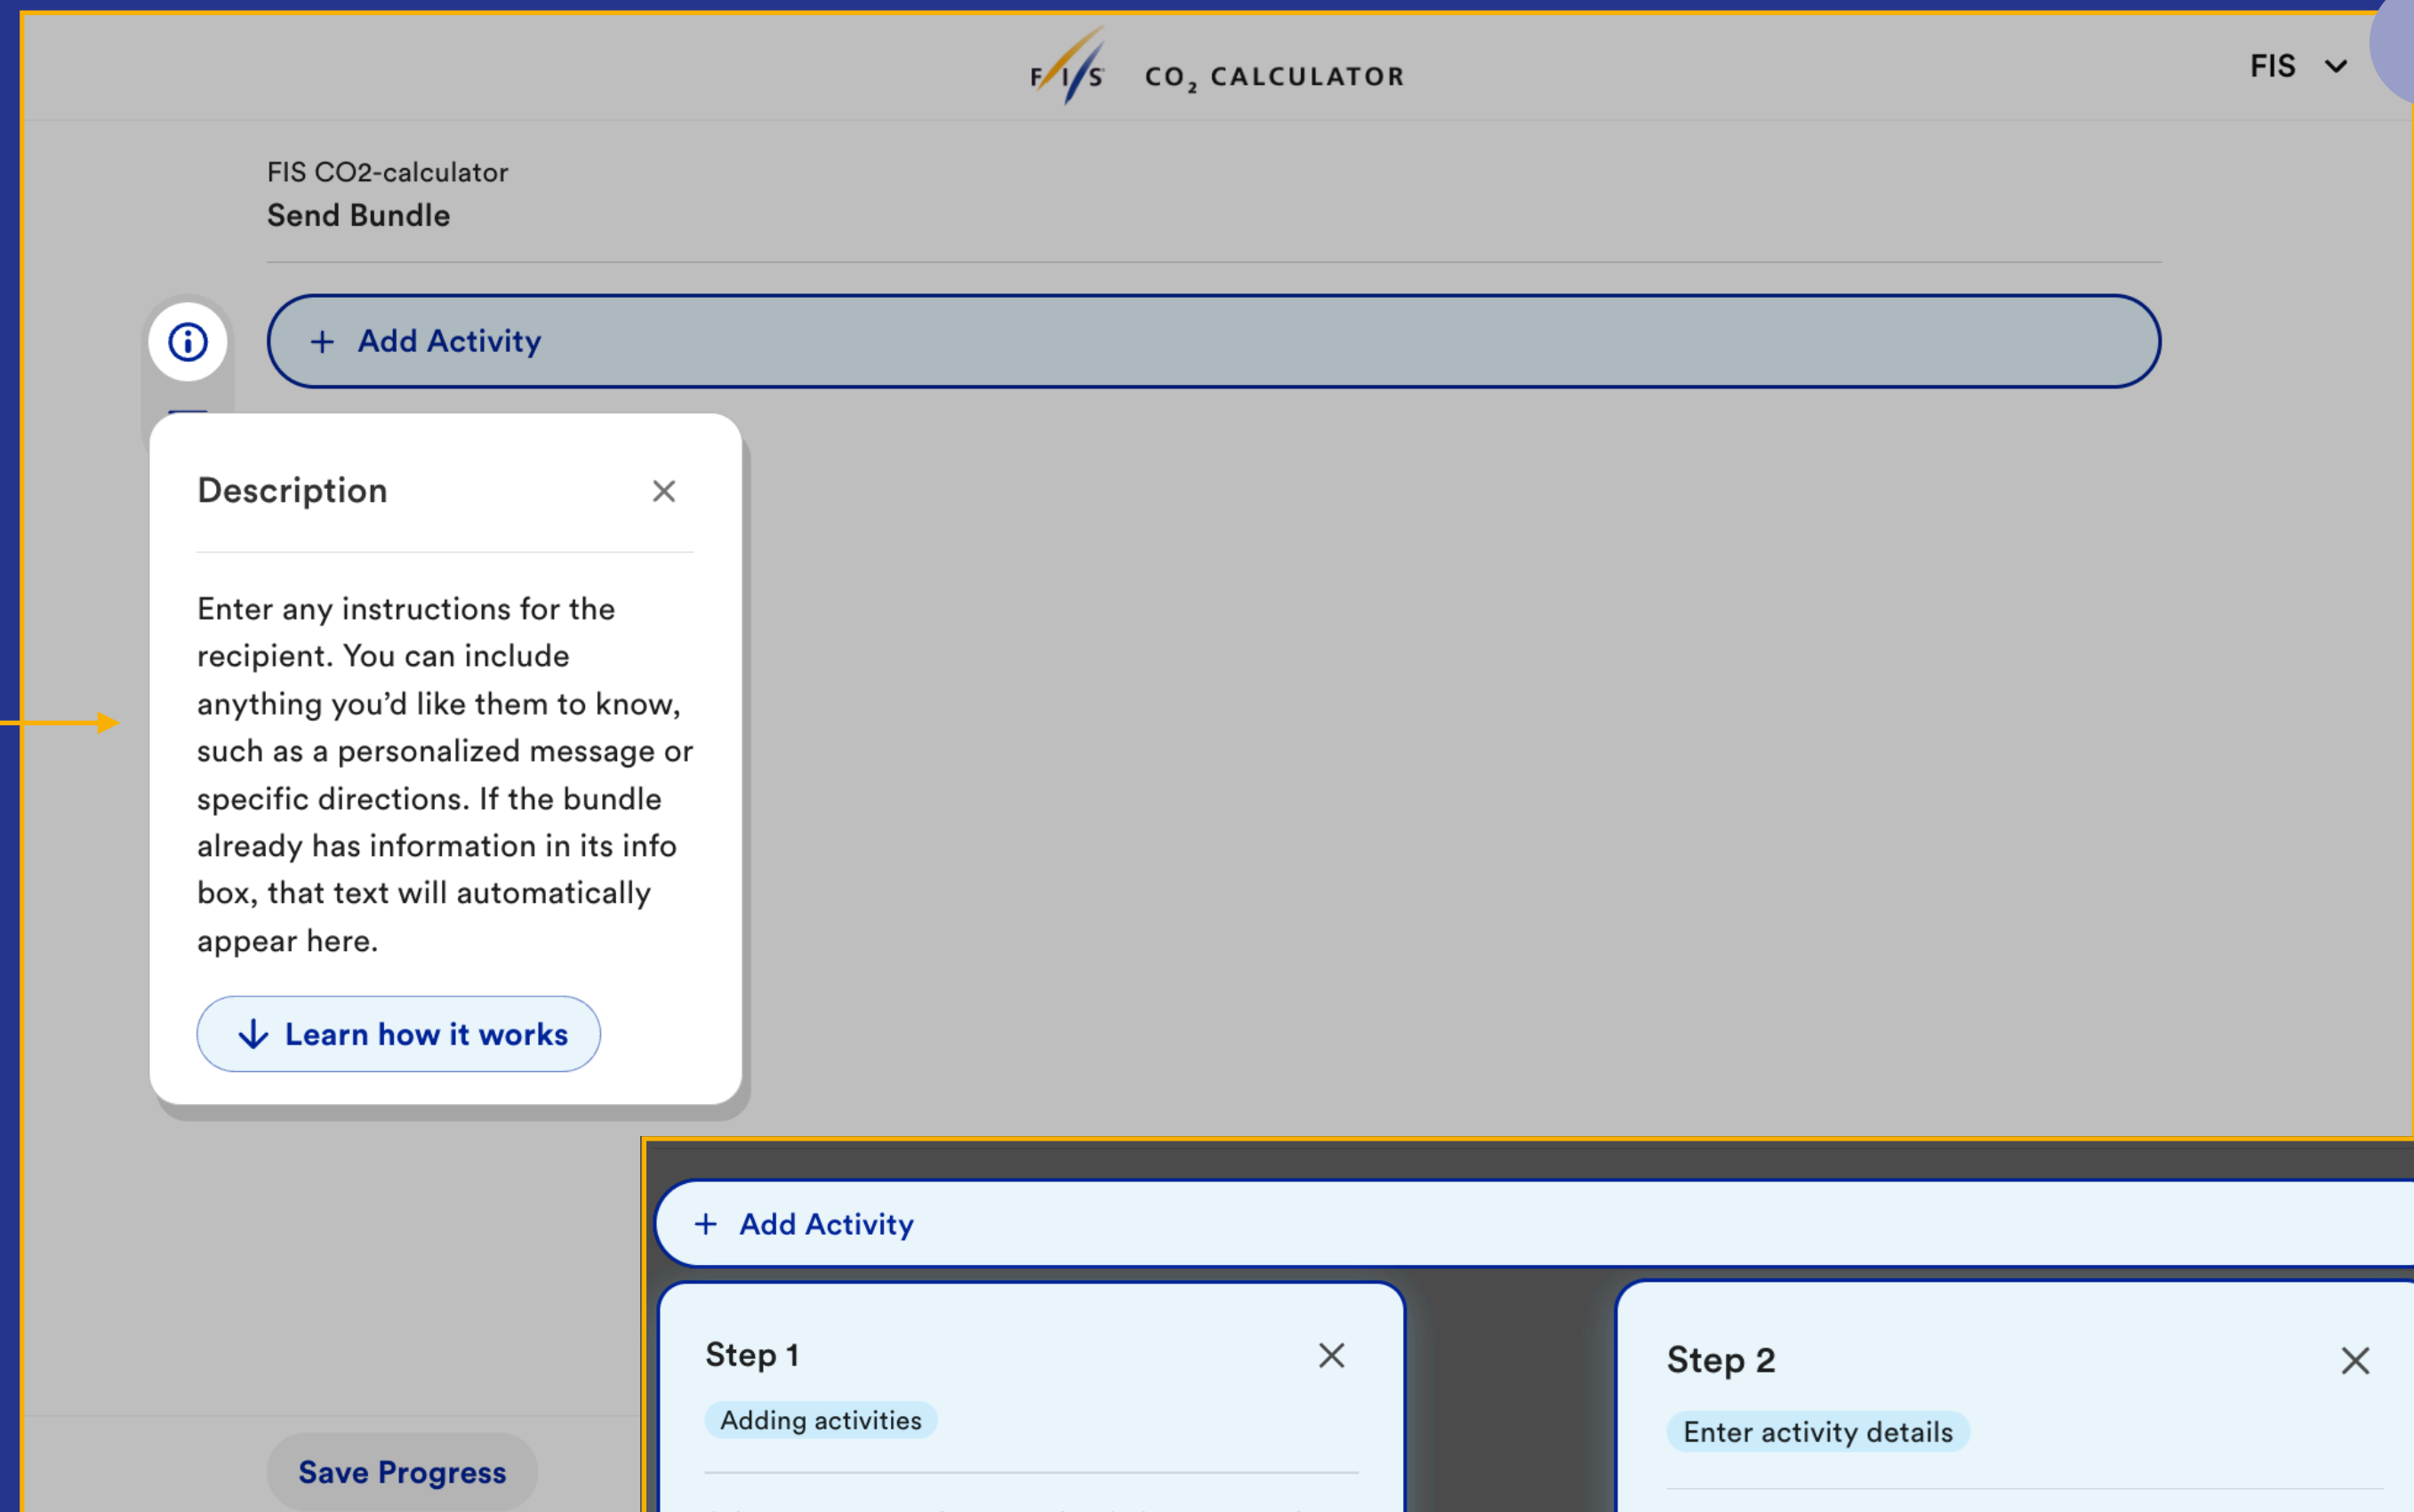 FIS
CO₂ CALCULATOR
FIS
FIS CO2-calculator
Send Bundle
+ Add Activity
Description
Enter any instructions for the
recipient. You can include
anything you’d like them to know,
such as a personalized message or
specific directions. If the bundle
already has information in its info
box, that text will automatically
appear here.
Learn how it works
+ Add Activity
Step 1
Adding activities
Step 2
Enter activity details
Save Progress